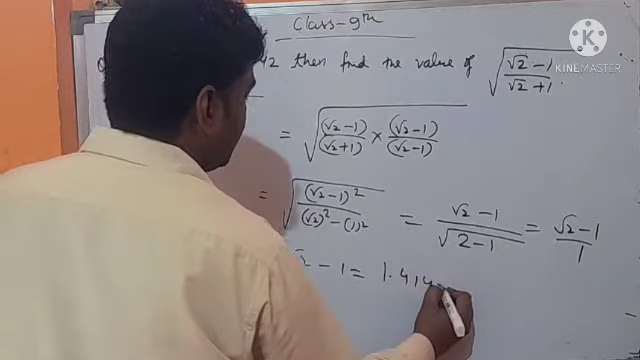 Class-9th
42 then find the value of √((√2 - 1)/(√2 + 1))
= √((√2-1)/(√2+1) × (√2-1)/(√2-1))
= √((√2-1)²/((√2)²-(1)²)) = (√2-1)/√(2-1) = (√2-1)/1
- 1 = 1.414
KINEMASTER